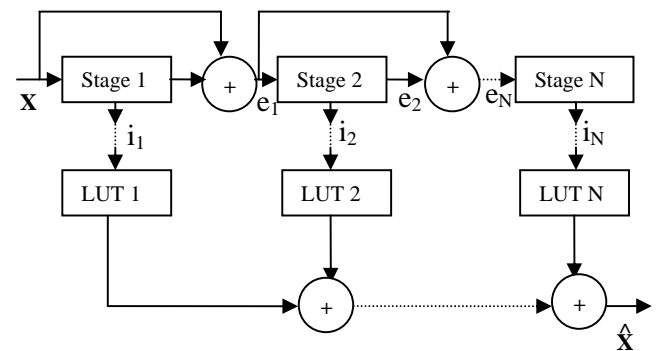 Stage 1 + Stage 2 + Stage N
x e₁ e₂ eN
i₁ i₂ iN
LUT 1 LUT 2 LUT N
+ +
x̂